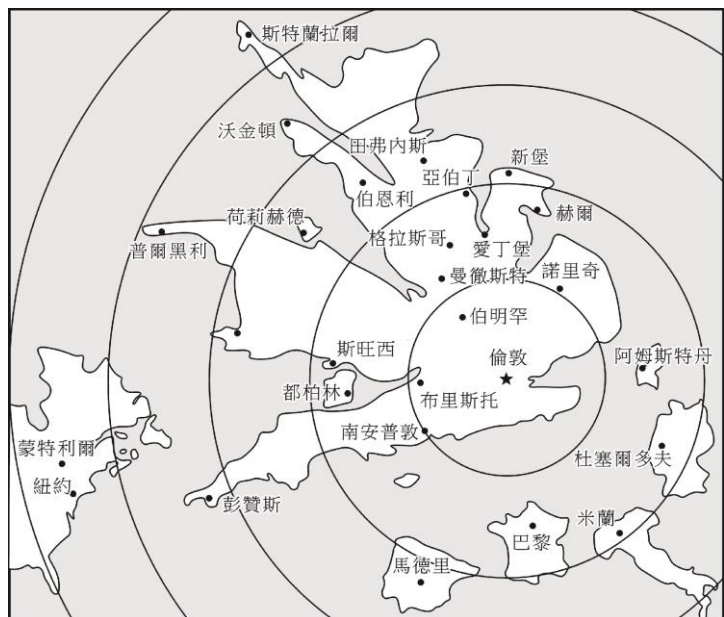 斯特蘭拉爾
沃金頓
田弗內斯
新堡
亞伯丁
伯恩利
赫爾
荷莉赫德
普爾黑利
格拉斯哥
愛丁堡
曼徹斯特
諾里奇
伯明罕
斯旺西
倫敦
阿姆斯特丹
都柏林
布里斯托
南安普敦
蒙特利爾
杜塞爾多夫
紐約
彭贊斯
米蘭
巴黎
馬德里